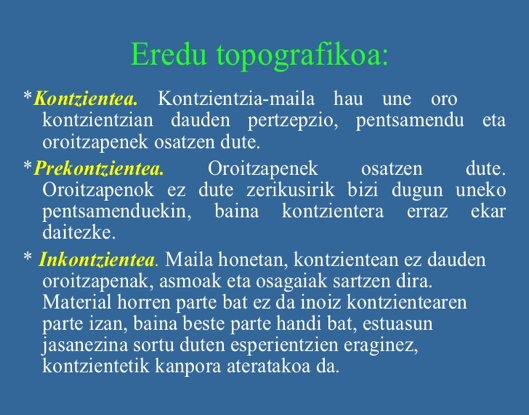 Eredu topografikoa:
*Kontzientea. Kontzientzia-maila hau une oro
kontzientzian dauden pertzepzio, pentsamendu eta
oroitzapenek osatzen dute.
*Prekontzientea. Oroitzapenek osatzen dute.
Oroitzapenok ez dute zerikusirik bizi dugun uneko
pentsamenduekin, baina kontzientera erraz ekar
daitezke.
* Inkontzientea. Maila honetan, kontzientean ez dauden
oroitzapenak, asmoak eta osagaiak sartzen dira.
Material horren parte bat ez da inoiz kontzientearen
parte izan, baina beste parte handi bat, estuasun
jasanezina sortu duten esperientzien eraginez,
kontzientetik kanpora ateratakoa da.